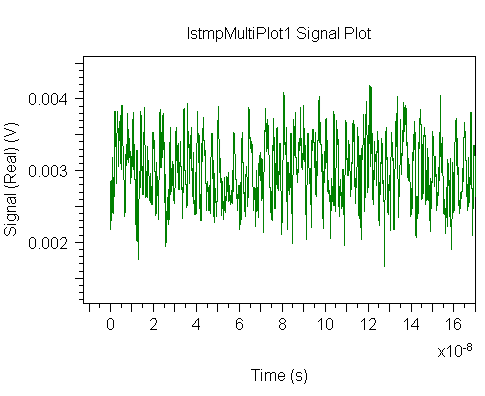 lstmpMultiPlot1 Signal Plot
Signal (Real) (V)
0.004
0.003
0.002
0 2 4 6 8 10 12 14 16
x10-8
Time (s)